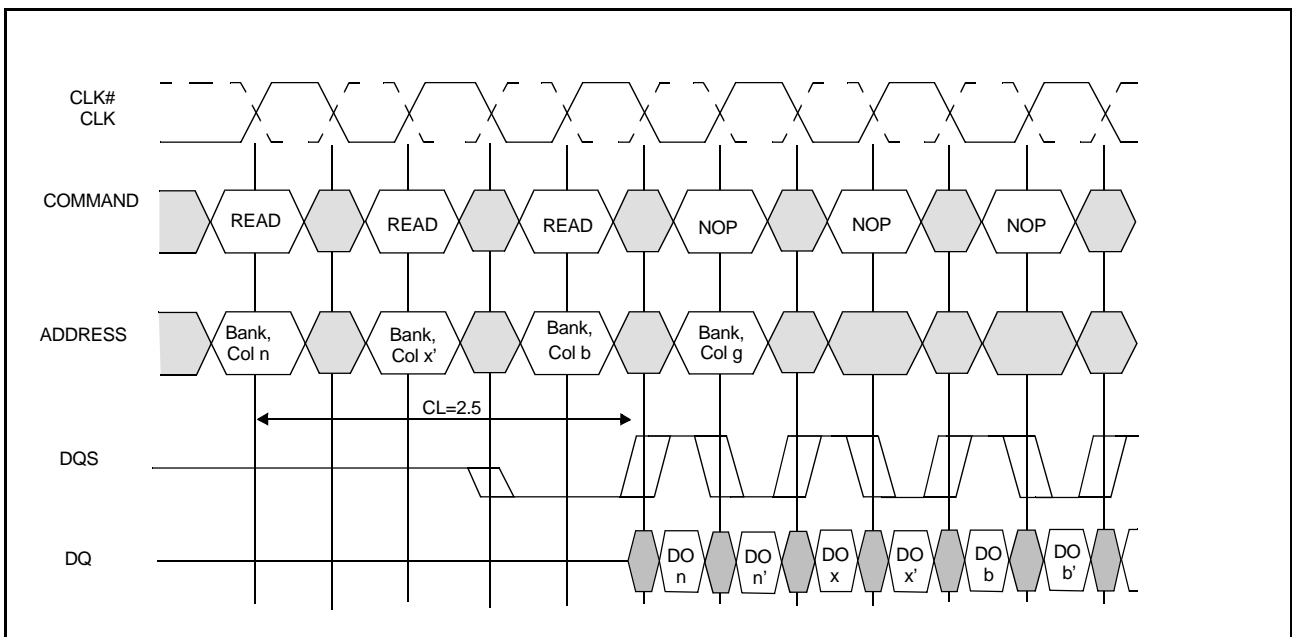 CLK#
CLK
COMMAND
READ
READ
READ
NOP
NOP
NOP
ADDRESS
Bank,
Col n
Bank,
Col x’
Bank,
Col b
Bank,
Col g
CL=2.5
DQS
DQ
DO
n
DO
n’
DO
x
DO
x’
DO
b
DO
b’